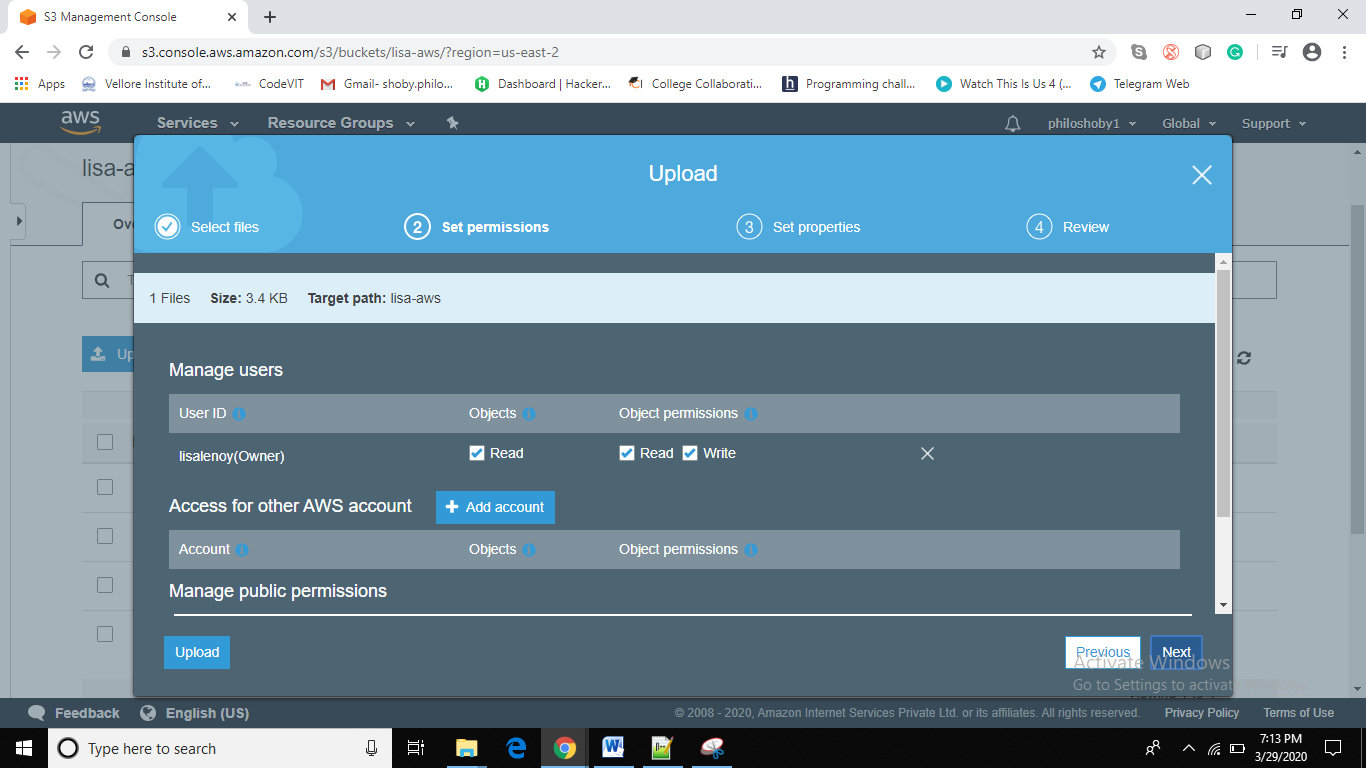 S3 Management Console
s3.console.aws.amazon.com/s3/buckets/lisa-aws/?region=us-east-2
Apps Vellore Institute of... CodeVIT Gmail- shoby.philo... Dashboard | Hacker... College Collaborati... Programming chall... Watch This Is Us 4 (... Telegram Web
aws Services Resource Groups philoshoby1 Global Support
lisa-a
Ov
Up
Upload
Select files 2 Set permissions 3 Set properties 4 Review
1 Files Size: 3.4 KB Target path: lisa-aws
Manage users
User ID Objects Object permissions
lisalenoy(Owner) Read Read Write
Access for other AWS account + Add account
Account Objects Object permissions
Manage public permissions
Upload Previous Next
Activate Windows
Go to Settings to activat
Feedback English (US) © 2008 - 2020, Amazon Internet Services Private Ltd. or its affiliates. All rights reserved. Privacy Policy Terms of Use
Type here to search
7:13 PM
3/29/2020